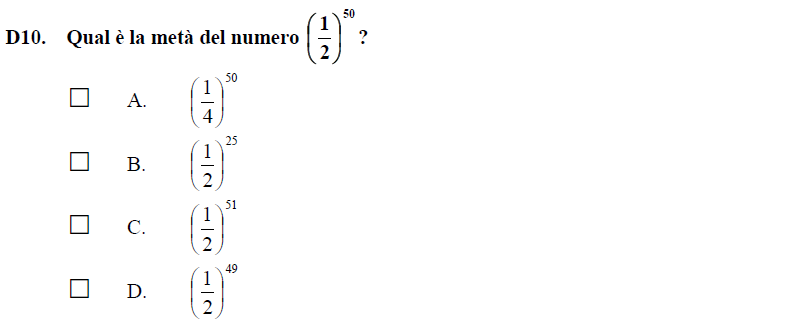 D10. Qual è la metà del numero (1/2)^50 ?
☐ A. (1/4)^50
☐ B. (1/2)^25
☐ C. (1/2)^51
☐ D. (1/2)^49